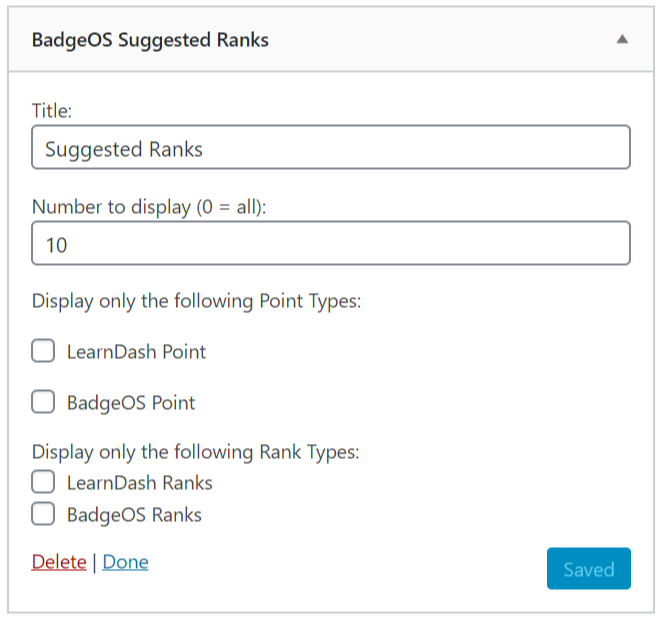 BadgeOS Suggested Ranks
Title:
Suggested Ranks
Number to display (0 = all):
10
Display only the following Point Types:
LearnDash Point
BadgeOS Point
Display only the following Rank Types:
LearnDash Ranks
BadgeOS Ranks
Delete | Done
Saved